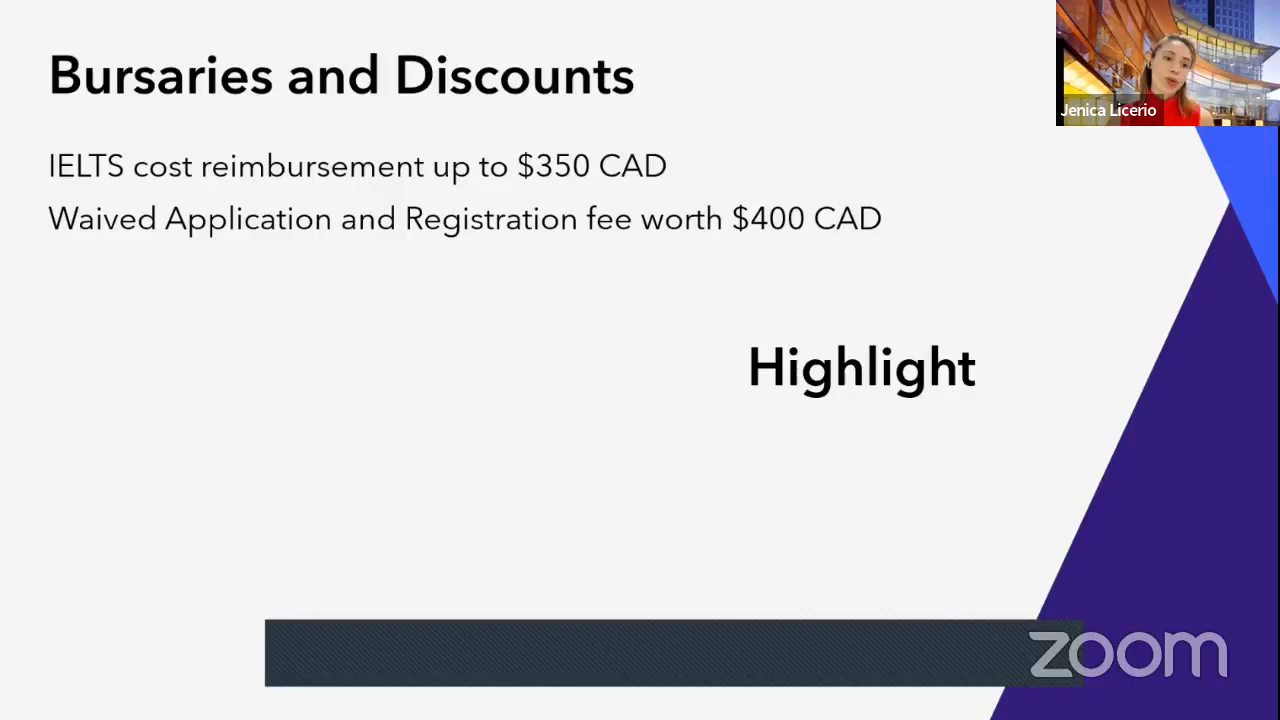 Bursaries and Discounts
Jenica Licerio
IELTS cost reimbursement up to $350 CAD
Waived Application and Registration fee worth $400 CAD
Highlight
zoom